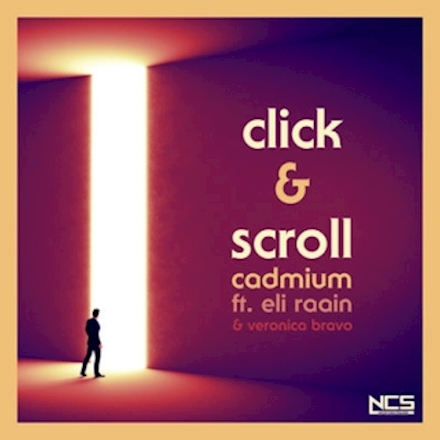 click
&
scroll
cadmium
ft. eli raain
& veronica bravo
NCS